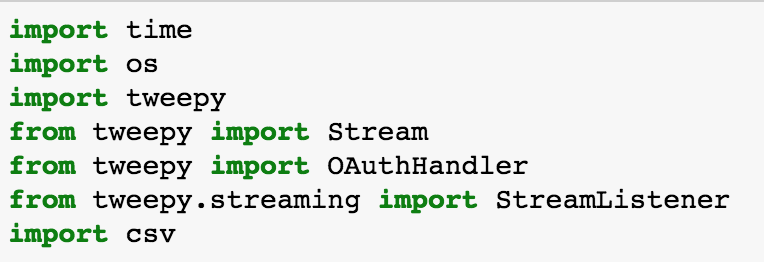 import time
import os
import tweepy
from tweepy import Stream
from tweepy import OAuthHandler
from tweepy.streaming import StreamListener
import csv